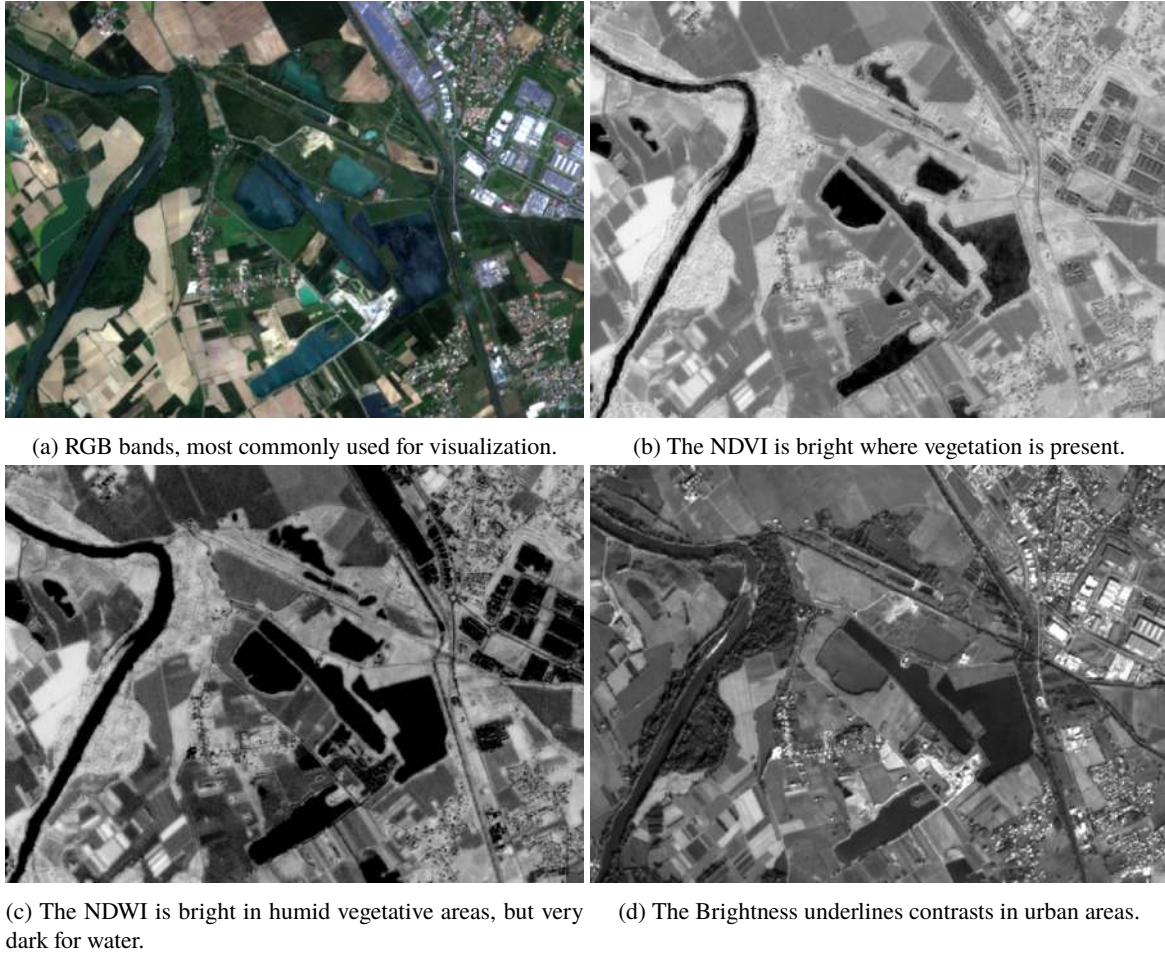 (a) RGB bands, most commonly used for visualization.
(b) The NDVI is bright where vegetation is present.
(c) The NDWI is bright in humid vegetative areas, but very
dark for water.
(d) The Brightness underlines contrasts in urban areas.